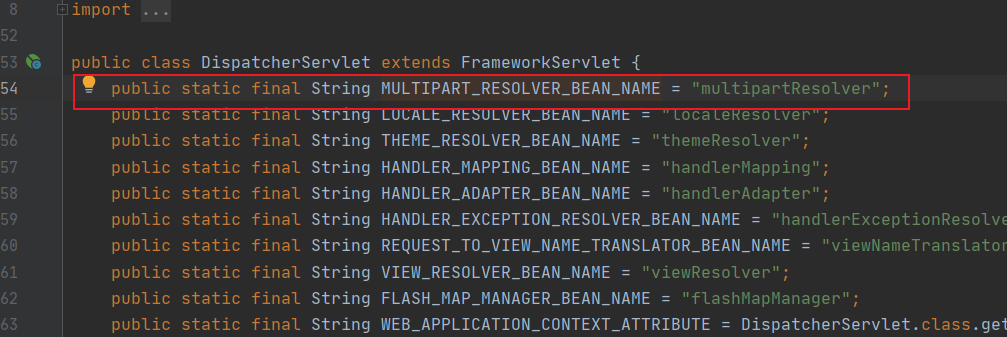 8 import ...
52
53 public class DispatcherServlet extends FrameworkServlet {
54 public static final String MULTIPART_RESOLVER_BEAN_NAME = "multipartResolver";
55 public static final String LOCALE_RESOLVER_BEAN_NAME = "localeResolver";
56 public static final String THEME_RESOLVER_BEAN_NAME = "themeResolver";
57 public static final String HANDLER_MAPPING_BEAN_NAME = "handlerMapping";
58 public static final String HANDLER_ADAPTER_BEAN_NAME = "handlerAdapter";
59 public static final String HANDLER_EXCEPTION_RESOLVER_BEAN_NAME = "handlerExceptionResolve
60 public static final String REQUEST_TO_VIEW_NAME_TRANSLATOR_BEAN_NAME = "viewNameTranslator
61 public static final String VIEW_RESOLVER_BEAN_NAME = "viewResolver";
62 public static final String FLASH_MAP_MANAGER_BEAN_NAME = "flashMapManager";
63 public static final String WEB_APPLICATION_CONTEXT_ATTRIBUTE = DispatcherServlet.class.get